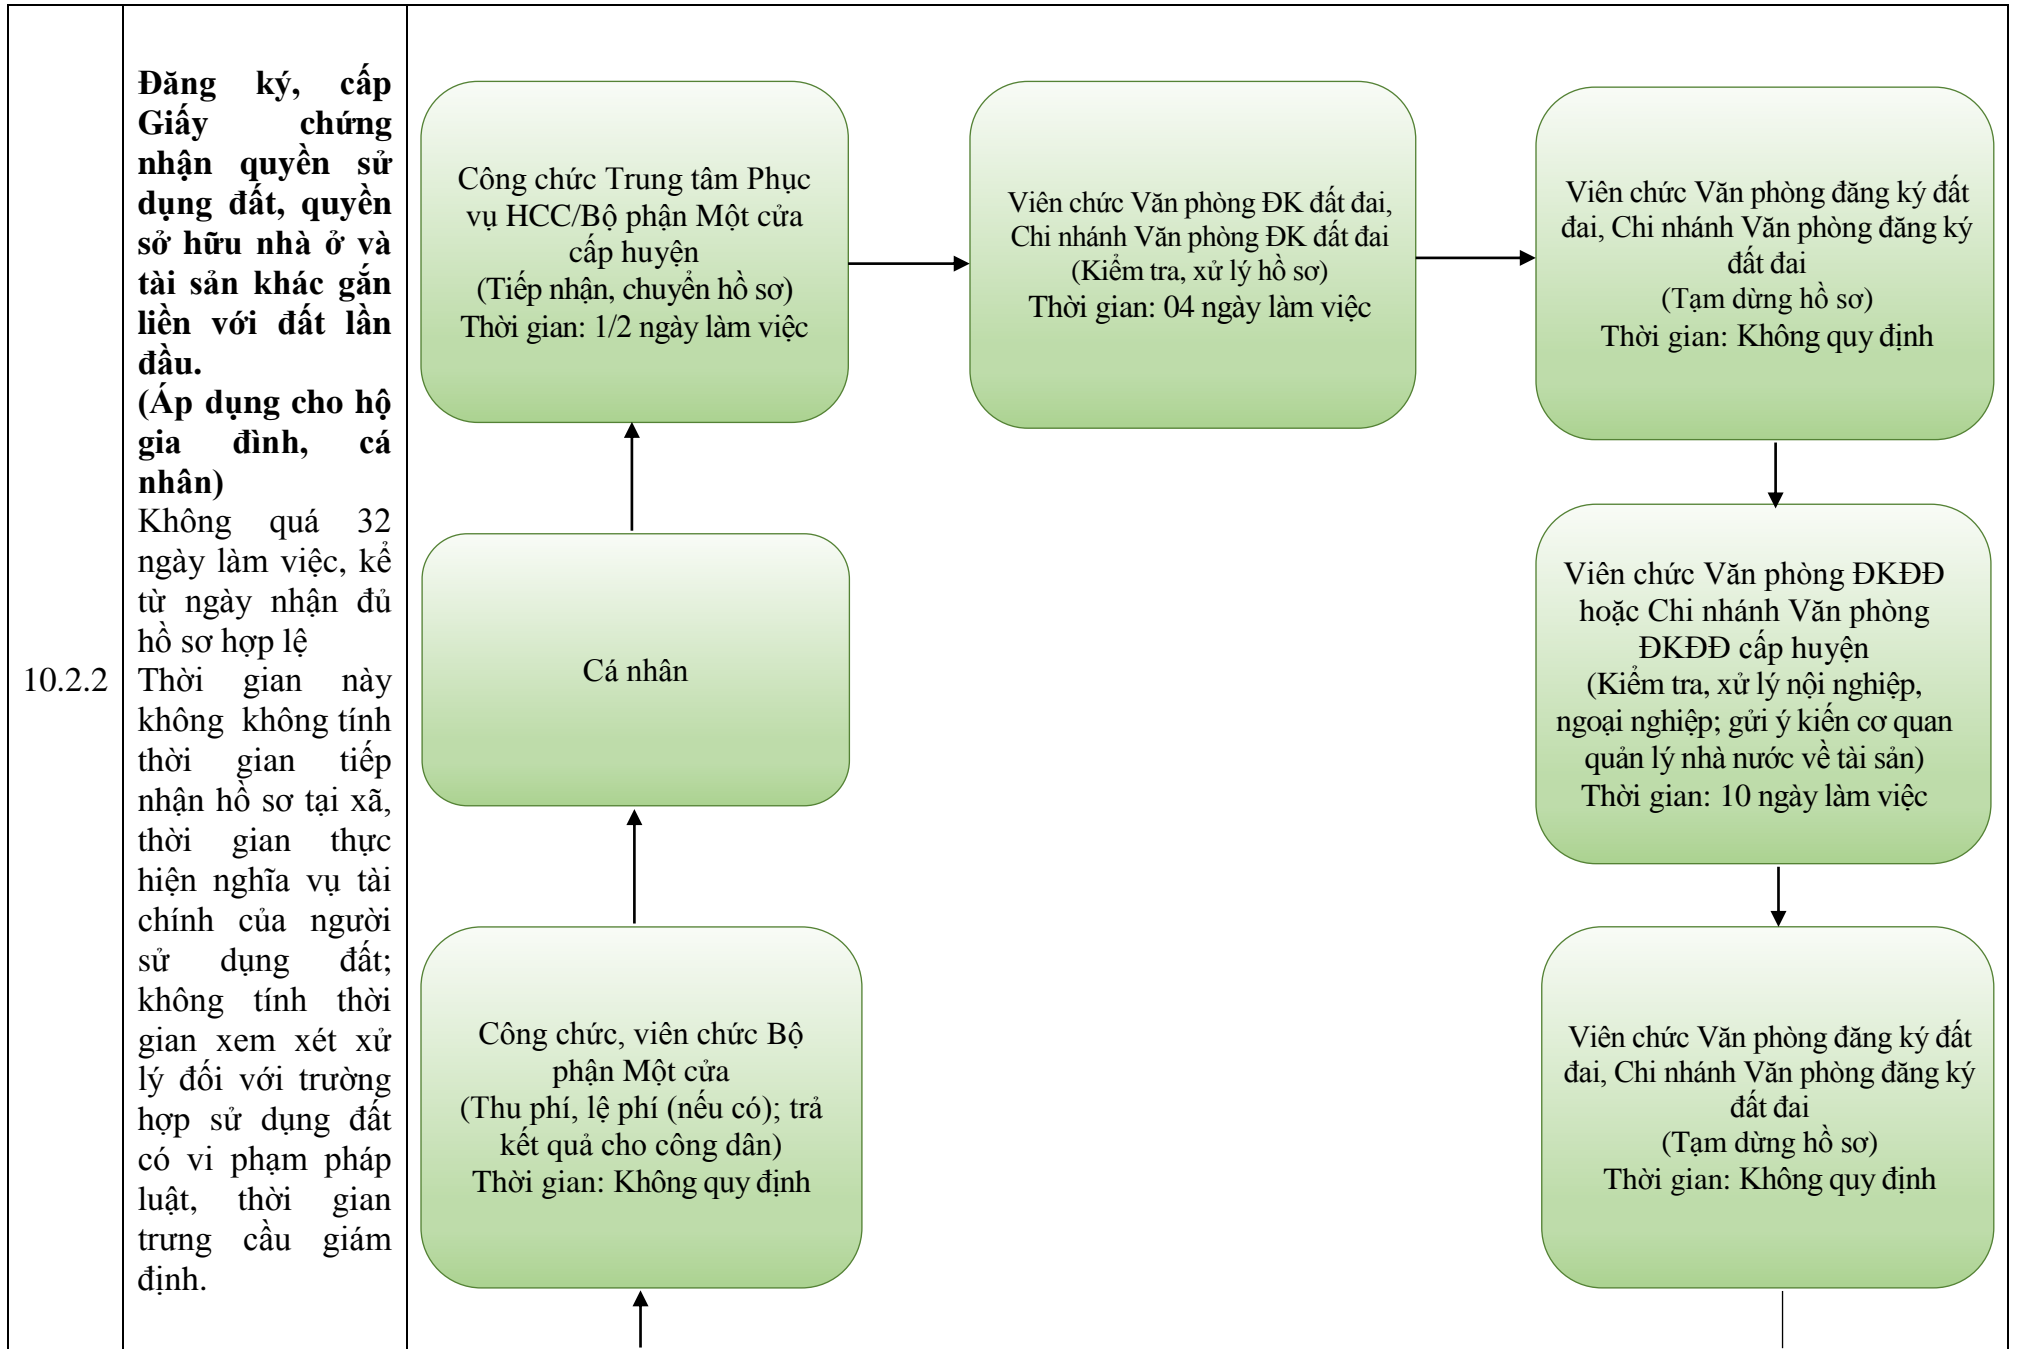 10.2.2
Đăng ký, cấp
Giấy chứng
nhận quyền sử
dụng đất, quyền
sở hữu nhà ở và
tài sản khác gắn
liền với đất lần
đầu.
(Áp dụng cho hộ
gia đình, cá
nhân)
Không quá 32
ngày làm việc, kể
từ ngày nhận đủ
hồ sơ hợp lệ
Thời gian này
không không tính
thời gian tiếp
nhận hồ sơ tại xã,
thời gian thực
hiện nghĩa vụ tài
chính của người
sử dụng đất;
không tính thời
gian xem xét xử
lý đối với trường
hợp sử dụng đất
có vi phạm pháp
luật, thời gian
trưng cầu giám
định.
Công chức Trung tâm Phục
vụ HCC/Bộ phận Một cửa
cấp huyện
(Tiếp nhận, chuyển hồ sơ)
Thời gian: 1/2 ngày làm việc
Viên chức Văn phòng ĐK đất đai,
Chi nhánh Văn phòng ĐK đất đai
(Kiểm tra, xử lý hồ sơ)
Thời gian: 04 ngày làm việc
Viên chức Văn phòng đăng ký đất
đai, Chi nhánh Văn phòng đăng ký
đất đai
(Tạm dừng hồ sơ)
Thời gian: Không quy định
Cá nhân
Viên chức Văn phòng ĐKĐĐ
hoặc Chi nhánh Văn phòng
ĐKĐĐ cấp huyện
(Kiểm tra, xử lý nội nghiệp,
ngoại nghiệp; gửi ý kiến cơ quan
quản lý nhà nước về tài sản)
Thời gian: 10 ngày làm việc
Công chức, viên chức Bộ
phận Một cửa
(Thu phí, lệ phí (nếu có); trả
kết quả cho công dân)
Thời gian: Không quy định
Viên chức Văn phòng đăng ký đất
đai, Chi nhánh Văn phòng đăng ký
đất đai
(Tạm dừng hồ sơ)
Thời gian: Không quy định